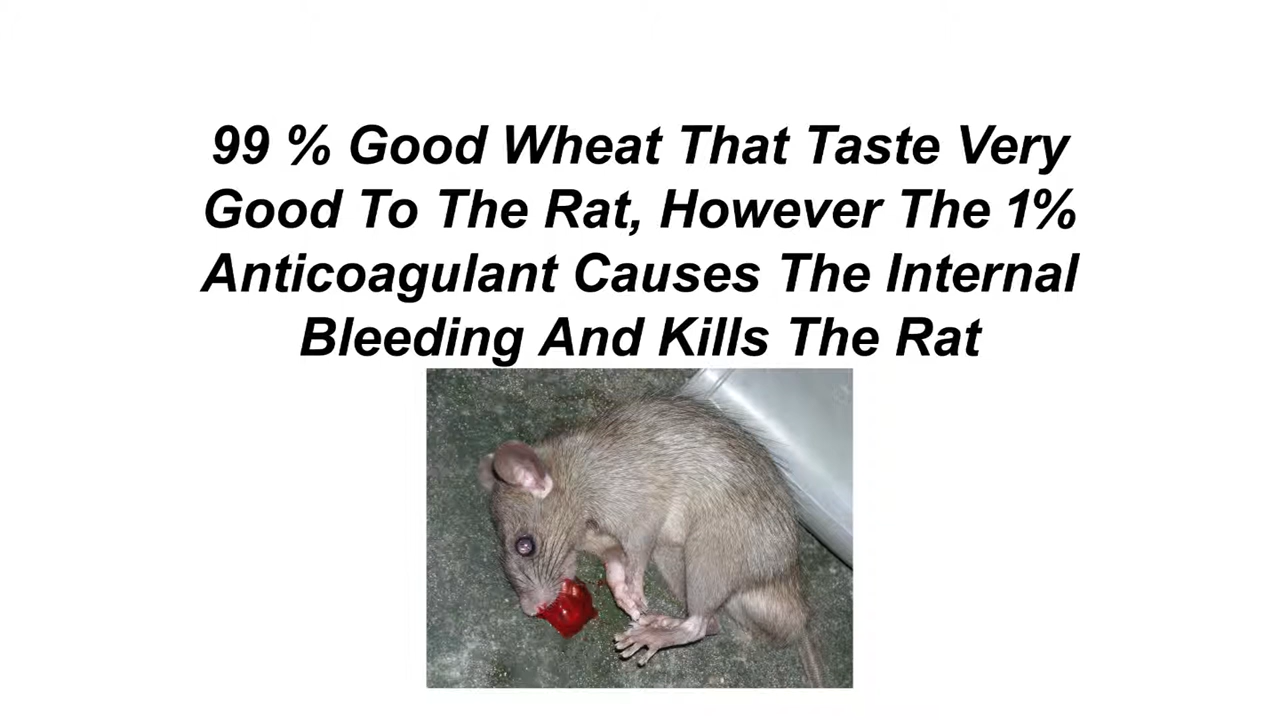 99 % Good Wheat That Taste Very
Good To The Rat, However The 1%
Anticoagulant Causes The Internal
Bleeding And Kills The Rat